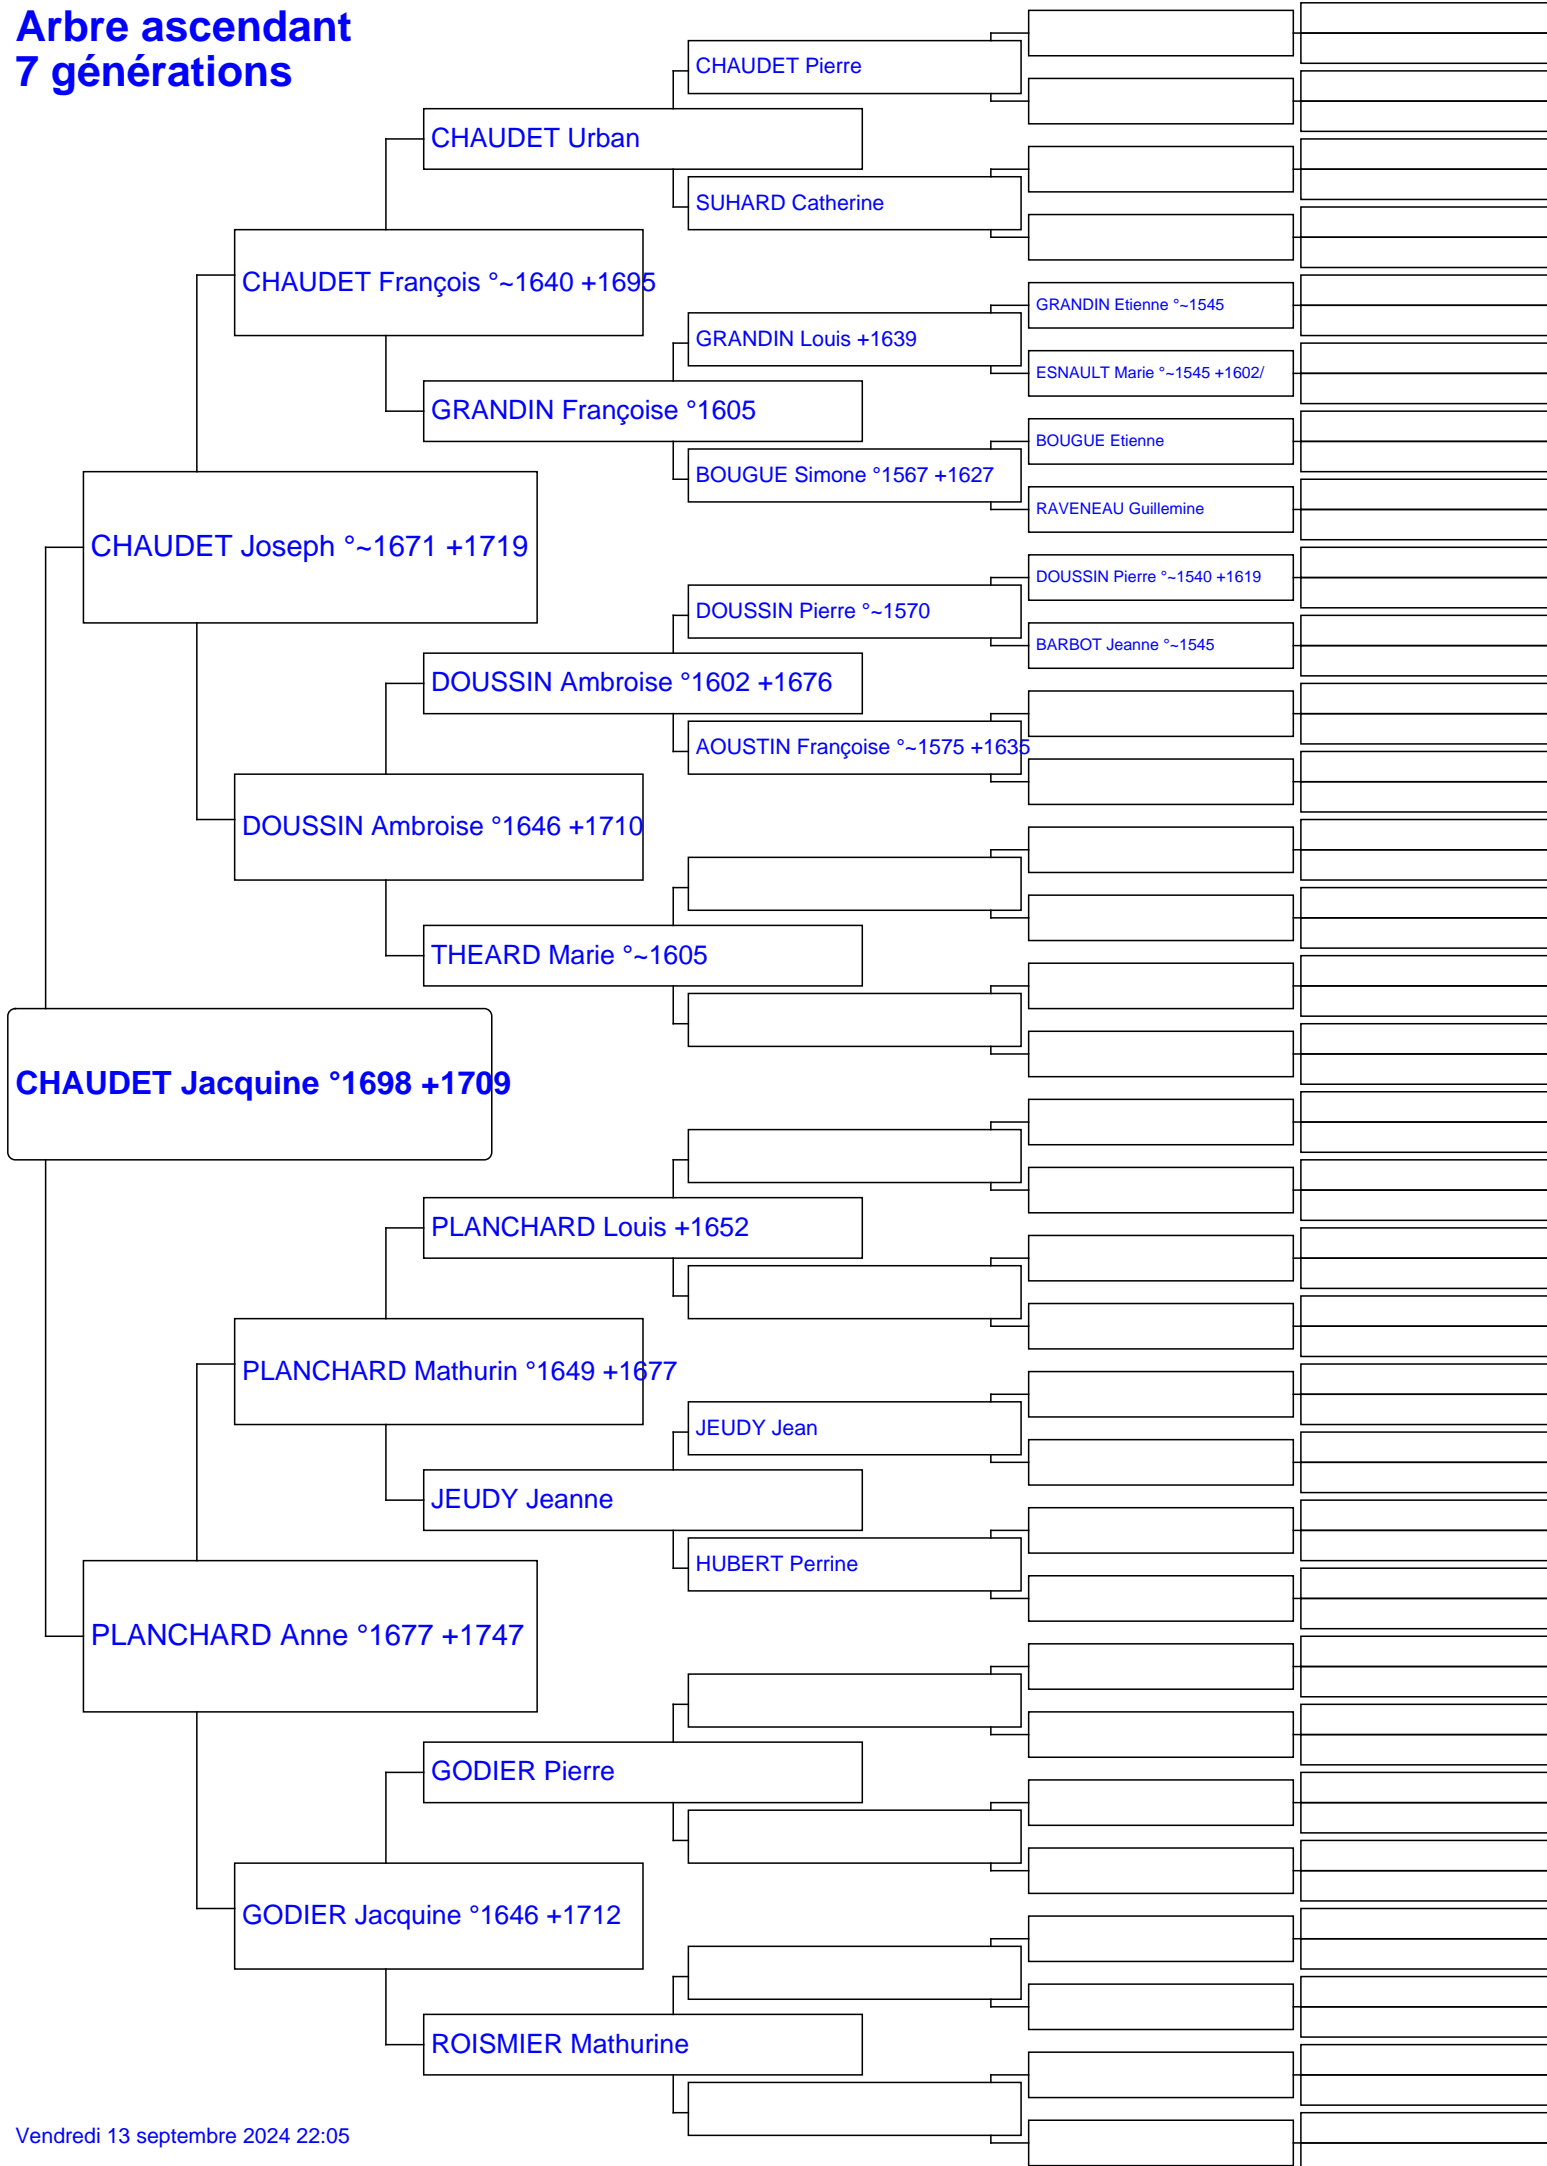 Arbre ascendant
7 générations
CHAUDET Pierre
CHAUDET Urban
SUHARD Catherine
CHAUDET François °~1640 +1695
GRANDIN Etienne °~1545
GRANDIN Louis +1639
ESNAULT Marie °~1545 +1602/
GRANDIN Françoise °1605
BOUGUE Etienne
BOUGUE Simone °1567 +1627
RAVENEAU Guillemine
CHAUDET Joseph °~1671 +1719
DOUSSIN Pierre °~1540 +1619
DOUSSIN Pierre °~1570
BARBOT Jeanne °~1545
DOUSSIN Ambroise °1602 +1676
AOUSTIN Françoise °~1575 +1635
DOUSSIN Ambroise °1646 +1710
THEARD Marie °~1605
CHAUDET Jacquine °1698 +1709
PLANCHARD Louis +1652
PLANCHARD Mathurin °1649 +1677
JEUDY Jean
JEUDY Jeanne
HUBERT Perrine
PLANCHARD Anne °1677 +1747
GODIER Pierre
GODIER Jacquine °1646 +1712
ROISMIER Mathurine
Vendredi 13 septembre 2024 22:05